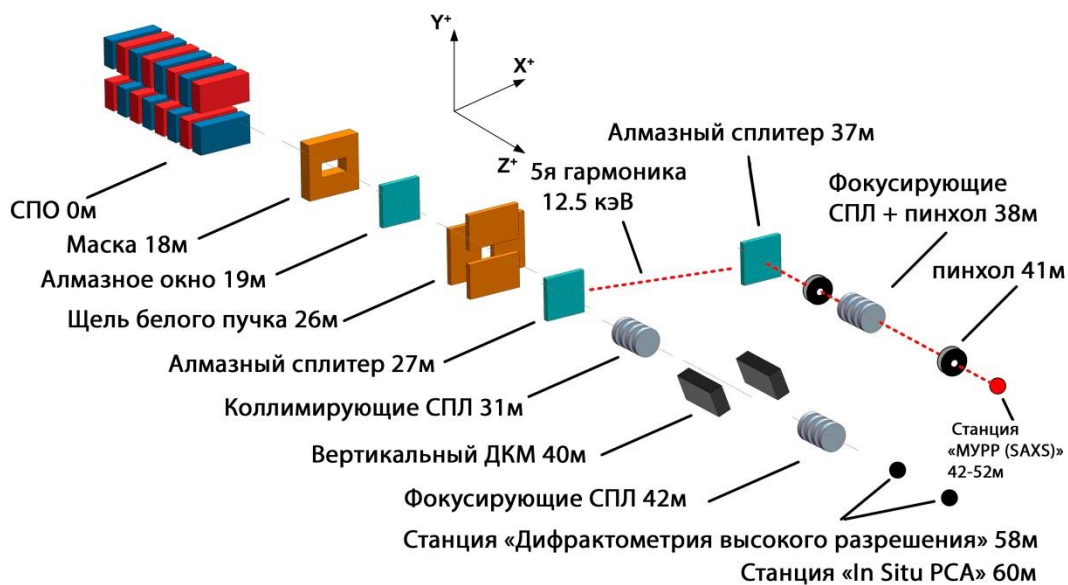 Y+
X+
Z+
СПО 0м
Маска 18м
Алмазное окно 19м
Щель белого пучка 26м
Алмазный сплитер 27м
Коллимирующие СПЛ 31м
Вертикальный ДКМ 40м
Фокусирующие СПЛ 42м
Станция «Дифрактометрия высокого разрешения» 58м
Станция «In Situ РСА» 60м
5я гармоника
12.5 кэВ
Алмазный сплитер 37м
Фокусирующие
СПЛ + пинхол 38м
пинхол 41м
Станция
«МУРР (SAXS)»
42-52м